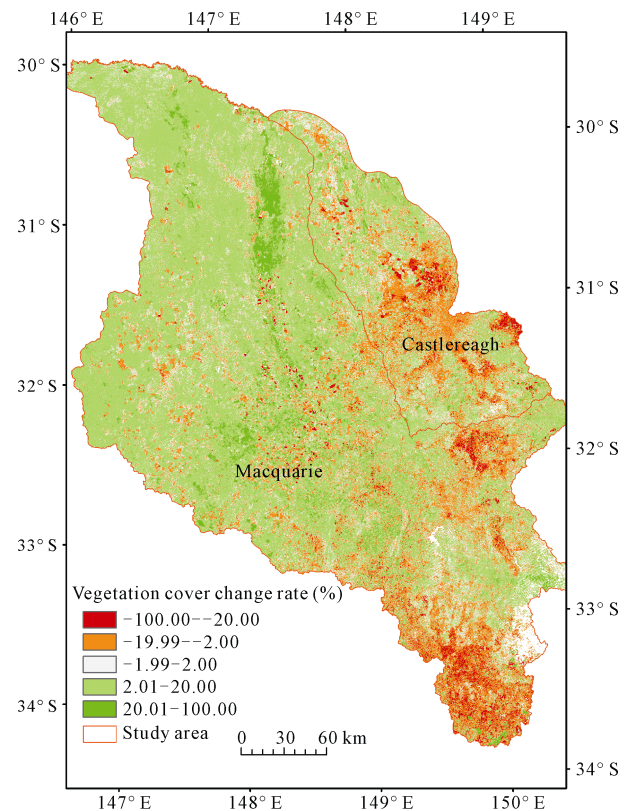 146° E 147° E 148° E 149° E
30° S
30° S
31° S
31° S
Castlereagh
32° S
32° S
Macquarie
33° S
Vegetation cover change rate (%)
33° S
−100.00−−20.00
−19.99−−2.00
−1.99−2.00
2.01−20.00
34° S
20.01−100.00
Study area
0 30 60 km
34° S
147° E 148° E 149° E 150° E